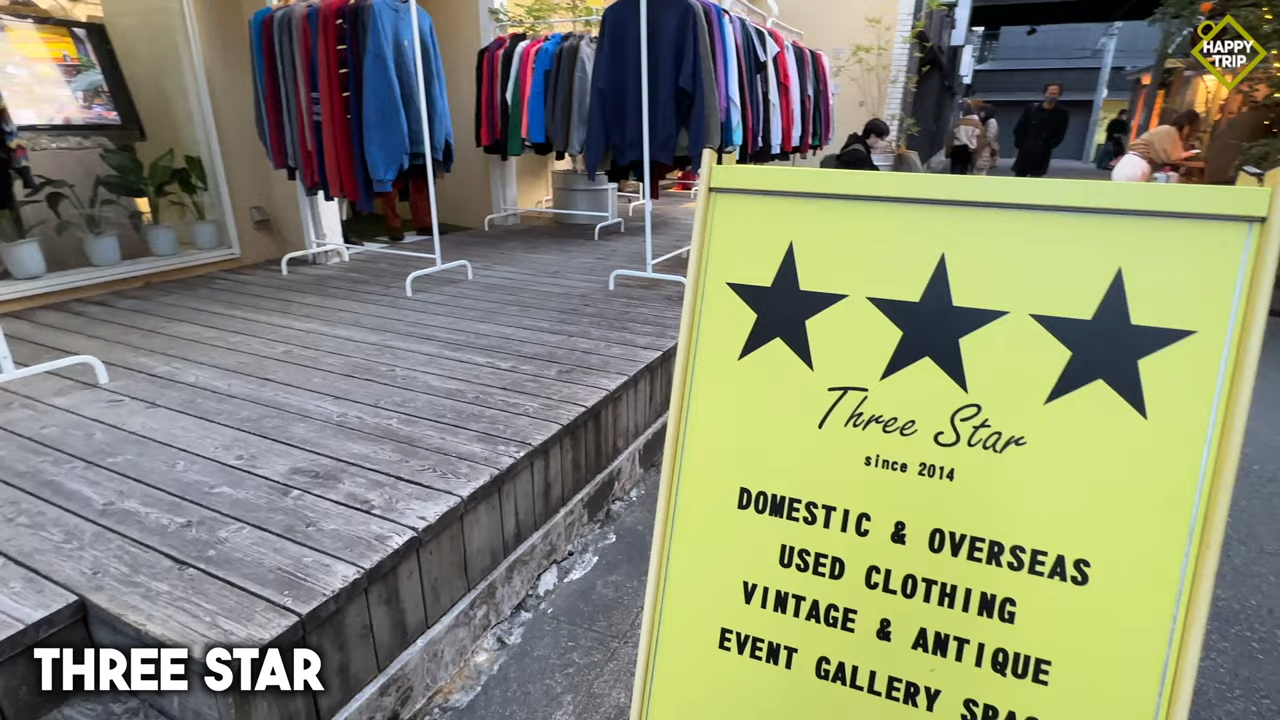 HAPPY
TRIP
Three Star
since 2014
DOMESTIC & OVERSEAS
USED CLOTHING
VINTAGE & ANTIQUE
EVENT GALLERY
THREE STAR